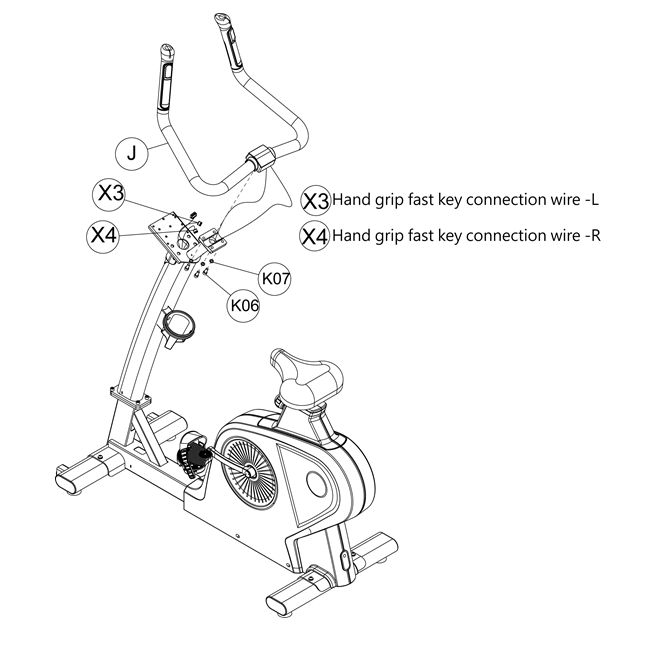 J
X3
X3 Hand grip fast key connection wire -L
X4
X4 Hand grip fast key connection wire -R
K07
K06